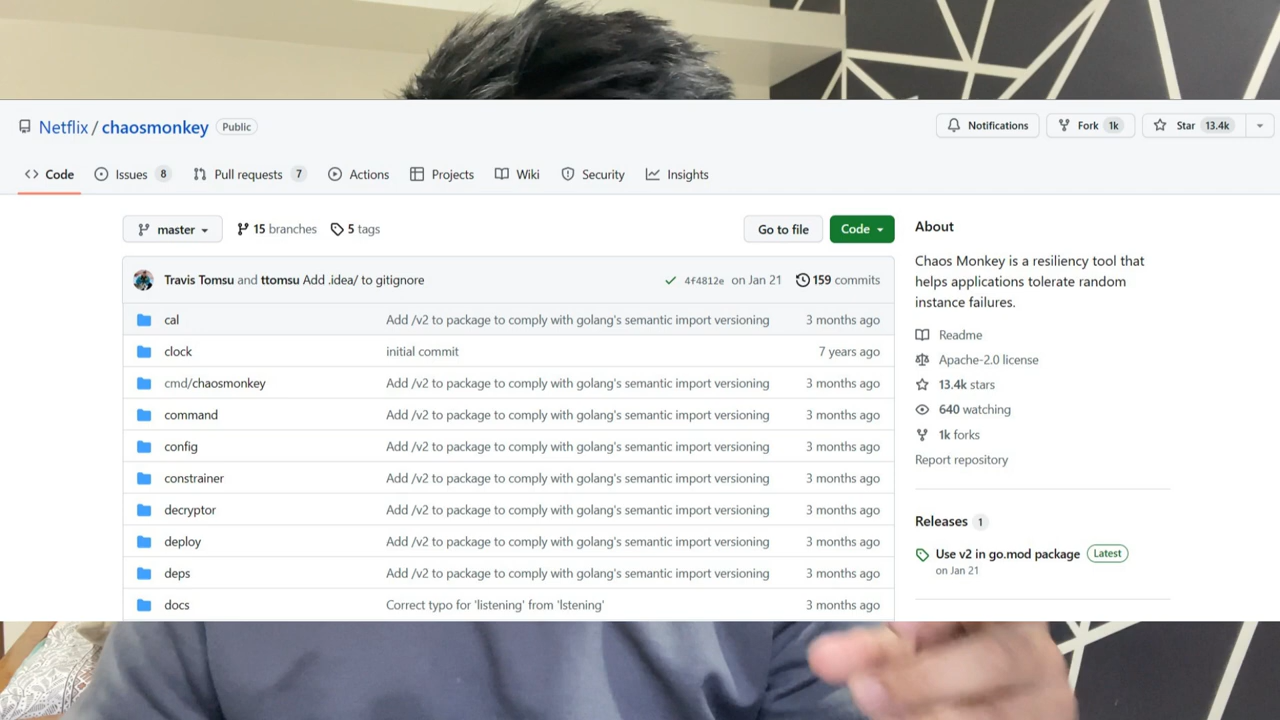 Netflix / chaosmonkey Public Notifications Fork 1k Star 13.4k
Code Issues 8 Pull requests 7 Actions Projects Wiki Security Insights
master 15 branches 5 tags Go to file Code
Travis Tomsu and ttomsu Add .idea/ to gitignore 4f4812e on Jan 21 159 commits
cal Add /v2 to package to comply with golang's semantic import versioning 3 months ago
clock initial commit 7 years ago
cmd/chaosmonkey Add /v2 to package to comply with golang's semantic import versioning 3 months ago
command Add /v2 to package to comply with golang's semantic import versioning 3 months ago
config Add /v2 to package to comply with golang's semantic import versioning 3 months ago
constrainer Add /v2 to package to comply with golang's semantic import versioning 3 months ago
decryptor Add /v2 to package to comply with golang's semantic import versioning 3 months ago
deploy Add /v2 to package to comply with golang's semantic import versioning 3 months ago
deps Add /v2 to package to comply with golang's semantic import versioning 3 months ago
docs Correct typo for 'listening' from 'lstening' 3 months ago
About
Chaos Monkey is a resiliency tool that
helps applications tolerate random
instance failures.
Readme
Apache-2.0 license
13.4k stars
640 watching
1k forks
Report repository
Releases 1
Use v2 in go.mod package Latest
on Jan 21